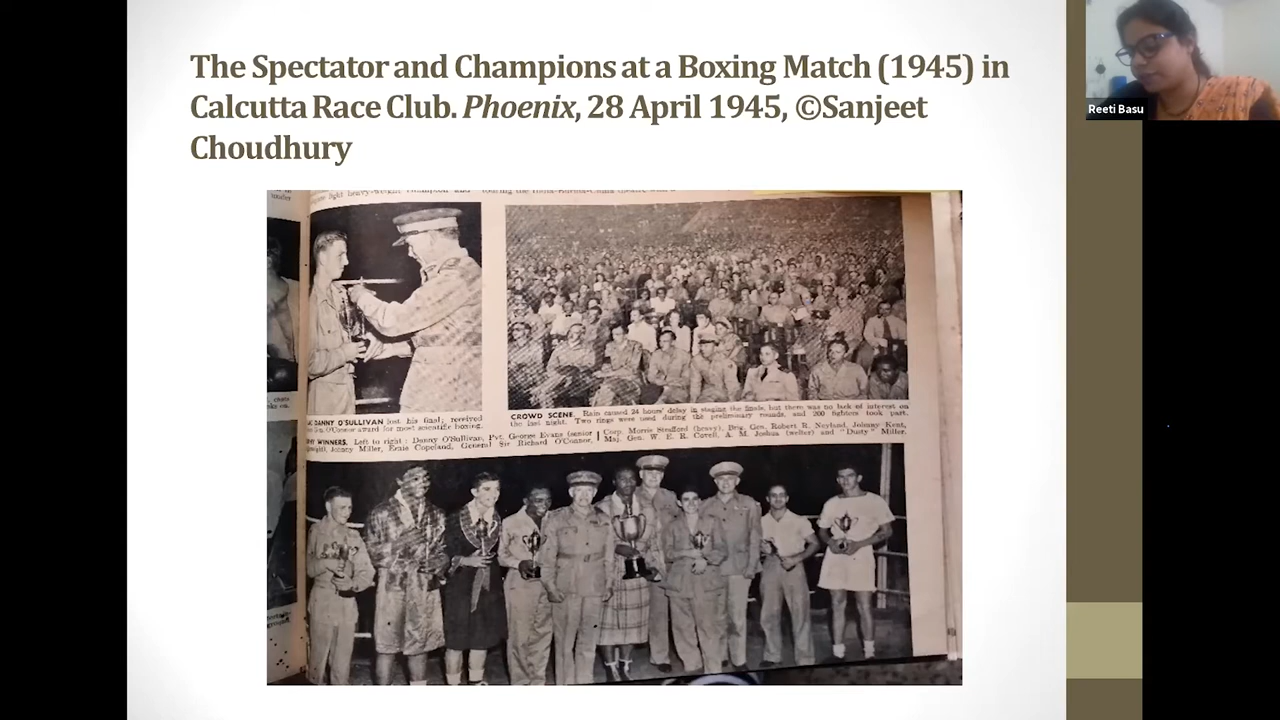 The Spectator and Champions at a Boxing Match (1945) in
Calcutta Race Club. Phoenix, 28 April 1945, ©Sanjeet
Choudhury
Reeti Basu
DANNY O'SULLIVAN lost his final; received
O'Connor award for most scientific boxing.
CROWD SCENE. Rain caused 24 hours' delay in staging the finals, but there was no lack of interest on
the last night. Two rings were used during the preliminary rounds, and 200 fighters took part.
WINNERS. Left to right: Danny O'Sullivan, Pvt. George Evans (senior
Johnny Miller, Ernie Copeland, General Sir Richard O'Connor,
Corp. Morris Strafford (heavy), Brig. Gen. Robert R. Neyland, Johnny Kent,
Maj. Gen. W. E. R. Covell, A. M. Joshua (welter) and "Dusty" Miller.